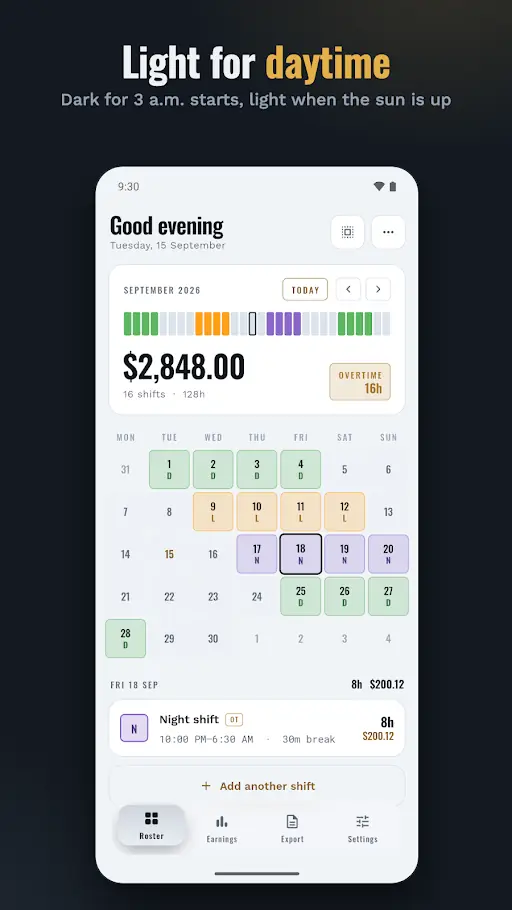 Light for daytime
Dark for 3 a.m. starts, light when the sun is up
9:30
Good evening
Tuesday, 15 September
SEPTEMBER 2026 TODAY
$2,848.00
16 shifts · 128h
OVERTIME
16h
MON TUE WED THU FRI SAT SUN
31 1 2 3 4 5 6
D D D D
7 8 9 10 11 12 13
L L L L
14 15 16 17 18 19 20
N N N N
21 22 23 24 25 26 27
D D D
28 29 30 1 2 3 4
D
FRI 18 SEP 8h $200.12
N Night shift OT 8h
10:00 PM–6:30 AM · 30m break $200.12
+ Add another shift
Roster Earnings Export Settings